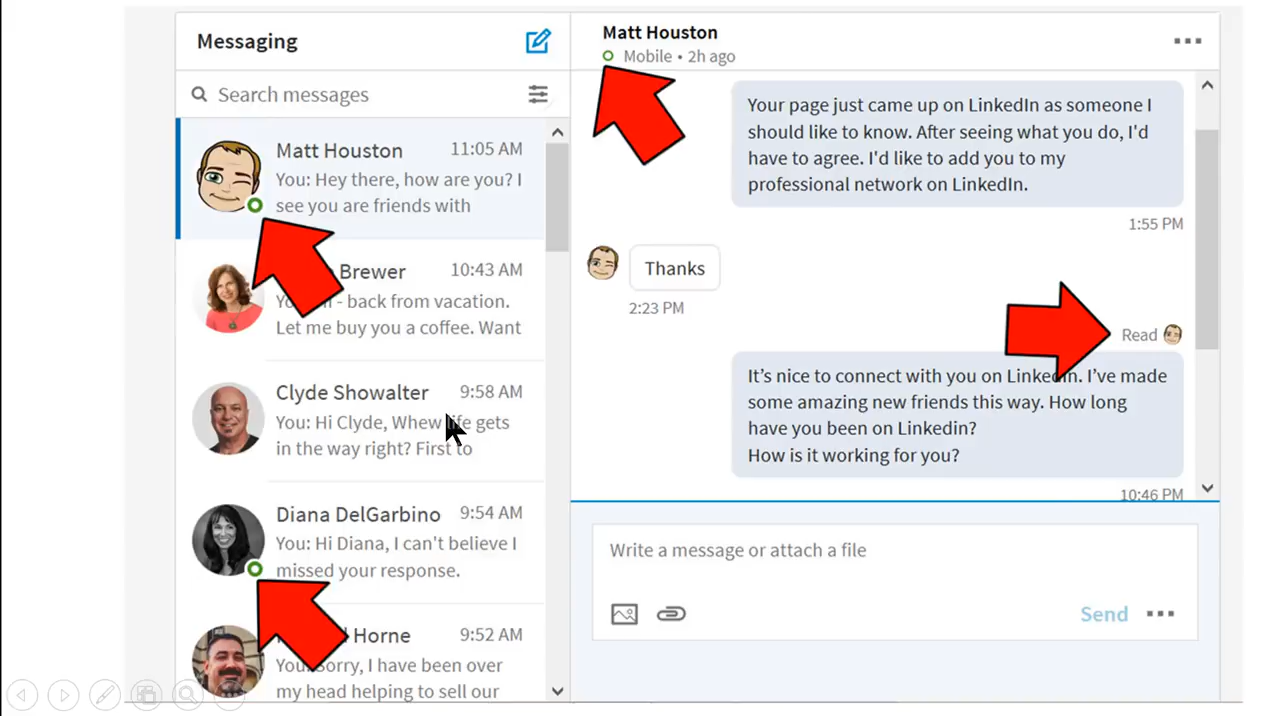 Messaging
Search messages
Matt Houston 11:05 AM
You: Hey there, how are you? I
see you are friends with
Brewer 10:43 AM
- back from vacation.
Let me buy you a coffee. Want
Clyde Showalter 9:58 AM
You: Hi Clyde, Whew life gets
in the way right? First to
Diana DelGarbino 9:54 AM
You: Hi Diana, I can't believe I
missed your response.
Horne 9:52 AM
You: Sorry, I have been over
my head helping to sell our
Matt Houston
Mobile • 2h ago
Your page just came up on LinkedIn as someone I
should like to know. After seeing what you do, I'd
have to agree. I'd like to add you to my
professional network on LinkedIn.
1:55 PM
Thanks
2:23 PM
Read
It's nice to connect with you on LinkedIn. I've made
some amazing new friends this way. How long
have you been on Linkedin?
How is it working for you?
10:46 PM
Write a message or attach a file
Send